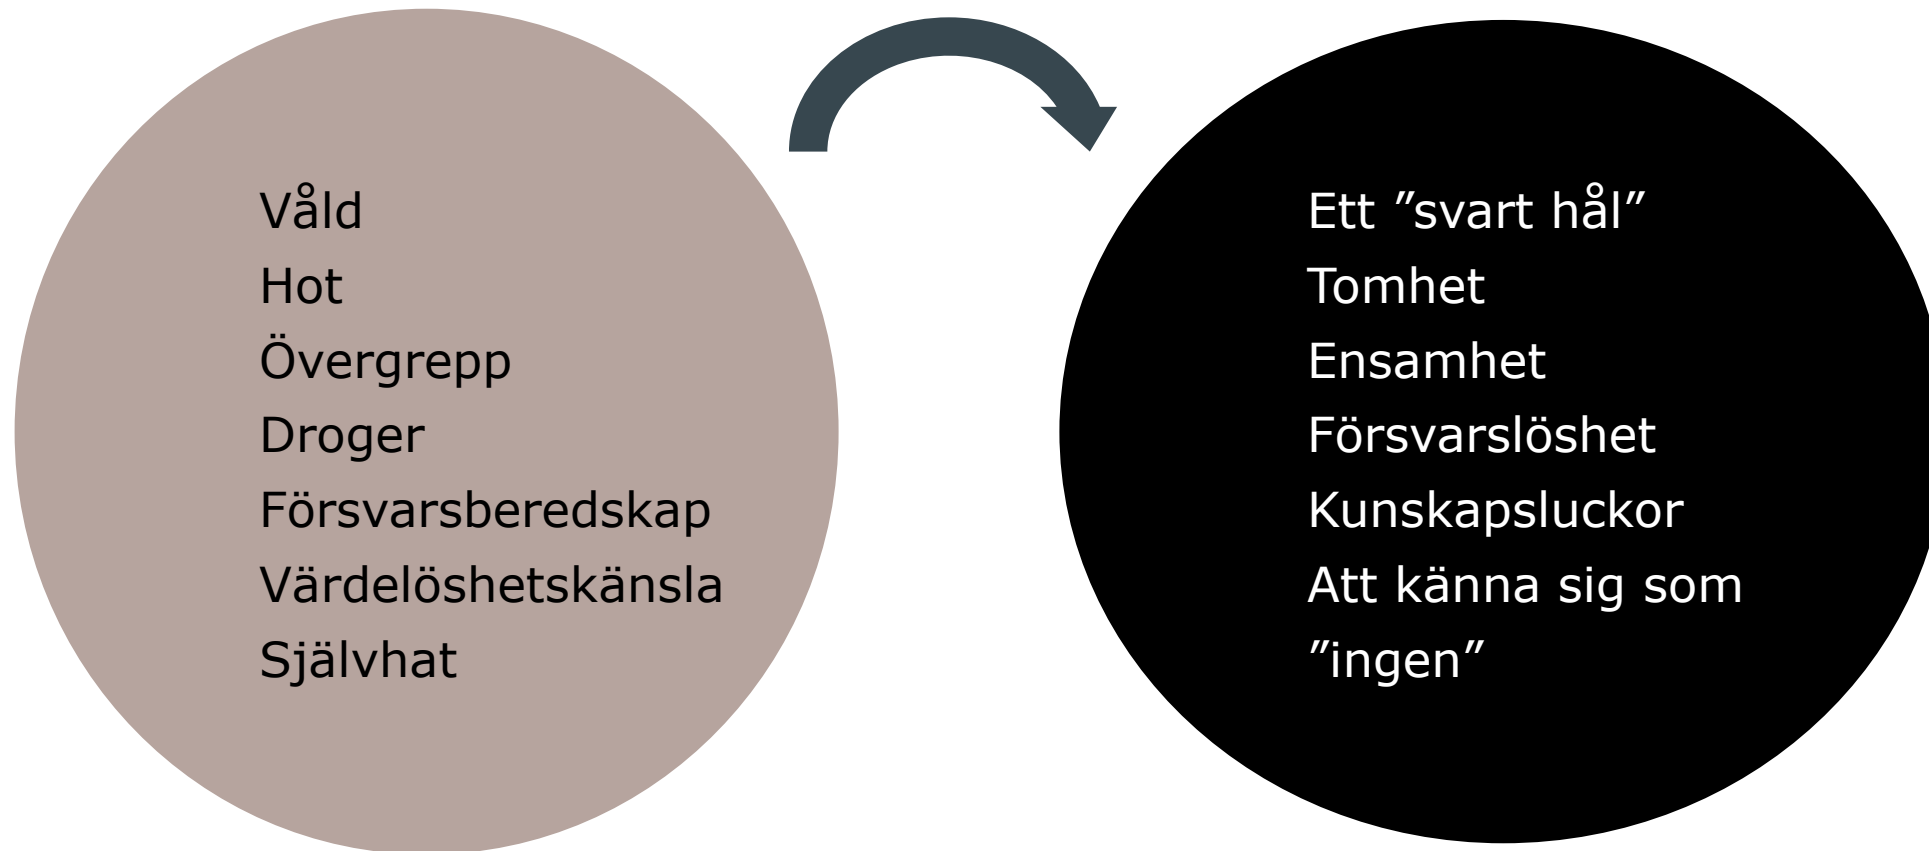 Våld
Hot
Övergrepp
Droger
Försvarsberedskap
Värdelöshetskänsla
Självhat
Ett ”svart hål”
Tomhet
Ensamhet
Försvarslöshet
Kunskapsluckor
Att känna sig som
”ingen”